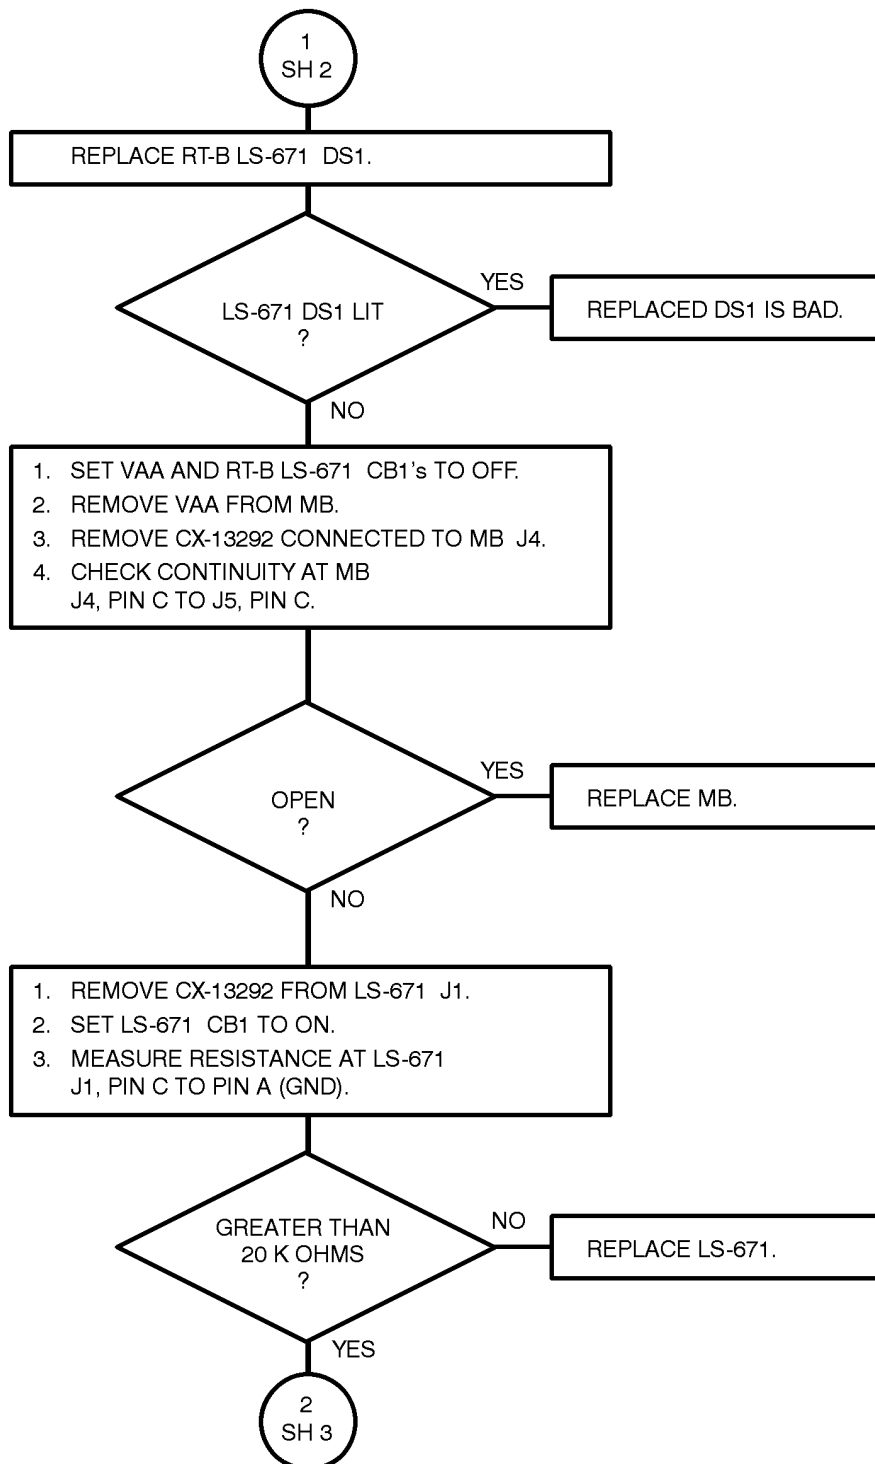 1
SH 2
REPLACE RT-B LS-671 DS1.
LS-671 DS1 LIT
?
YES
REPLACED DS1 IS BAD.
NO
1. SET VAA AND RT-B LS-671 CB1's TO OFF.
2. REMOVE VAA FROM MB.
3. REMOVE CX-13292 CONNECTED TO MB J4.
4. CHECK CONTINUITY AT MB
J4, PIN C TO J5, PIN C.
OPEN
?
YES
REPLACE MB.
NO
1. REMOVE CX-13292 FROM LS-671 J1.
2. SET LS-671 CB1 TO ON.
3. MEASURE RESISTANCE AT LS-671
J1, PIN C TO PIN A (GND).
GREATER THAN
20 K OHMS
?
NO
REPLACE LS-671.
YES
2
SH 3